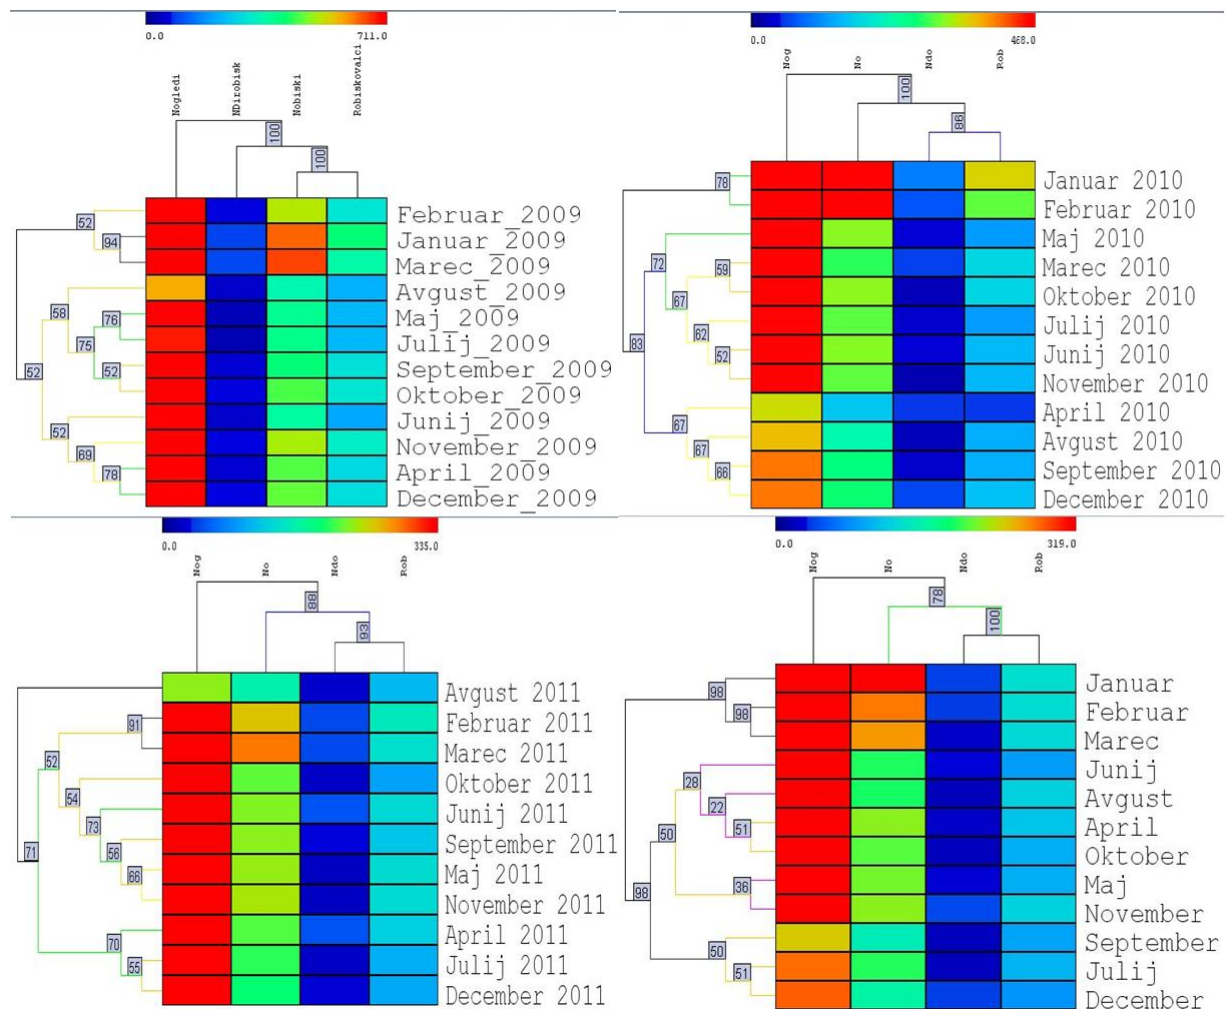 0.0 711.0
Nogledi NDirobisk Nobiski Robiskovalci
100
100
52
94
58
76
75
52
52
52
69
78
Februar_2009
Januar_2009
Marec_2009
Avgust_2009
Maj_2009
Julij_2009
September_2009
Oktober_2009
Junij_2009
November_2009
April_2009
December_2009
0.0 468.0
Nog No Ndo Rob
100
86
78
72
59
67
62
52
83
67
67
66
Januar 2010
Februar 2010
Maj 2010
Marec 2010
Oktober 2010
Julij 2010
Junij 2010
November 2010
April 2010
Avgust 2010
September 2010
December 2010
0.0 335.0
Nog No Ndo Rob
88
93
91
52
54
73
56
66
71
70
55
Avgust 2011
Februar 2011
Marec 2011
Oktober 2011
Junij 2011
September 2011
Maj 2011
November 2011
April 2011
Julij 2011
December 2011
0.0 319.0
Nog No Ndo Rob
78
100
98
98
28
22
51
50
36
98
50
51
Januar
Februar
Marec
Junij
Avgust
April
Oktober
Maj
November
September
Julij
December